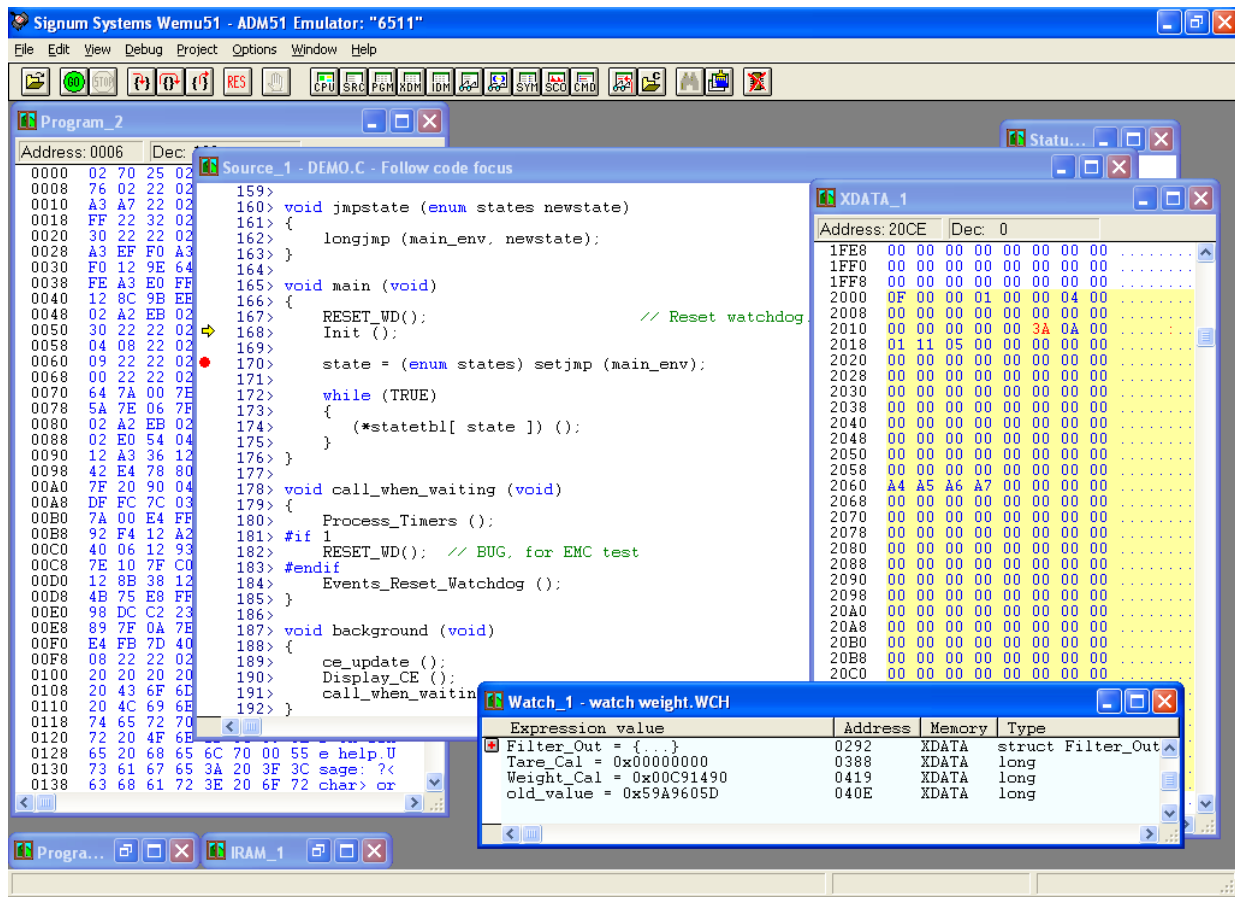 Signum Systems Wemu51 - ADM51 Emulator: "6511"
File Edit View Debug Project Options Window Help
GO STOP RES CPU SRC PGM XDM IDM SYM SCO CMD
Program_2
Address: 0006 Dec:
0000 02 70 25 02
0008 76 02 22 02
0010 A3 A7 22 02
0018 FF 22 32 02
0020 30 22 22 02
0028 A3 EF F0 A3
0030 F0 12 9E 64
0038 FE A3 E0 FF
0040 12 8C 9B EE
0048 02 A2 EB 02
0050 30 22 22 02
0058 04 08 22 02
0060 09 22 22 02
0068 00 22 22 02
0070 64 7A 00 7E
0078 5A 7E 06 7F
0080 02 A2 EB 02
0088 02 E0 54 04
0090 12 A3 36 12
0098 42 E4 78 80
00A0 7F 20 90 04
00A8 DF FC 7C 03
00B0 7A 00 E4 FF
00B8 92 F4 12 A2
00C0 40 06 12 93
00C8 7E 10 7F C0
00D0 12 8B 38 12
00D8 4B 75 E8 FF
00E0 98 DC C2 23
00E8 89 7F 0A 7E
00F0 E4 FB 7D 40
00F8 08 22 22 02
0100 20 20 20 20
0108 20 43 6F 6D
0110 20 4C 69 6E
0118 74 65 72 70
0120 72 20 4F 6E
0128 65 20 68 65 6C 70 00 55 e help.U
0130 73 61 67 65 3A 20 3F 3C sage: ?<
0138 63 68 61 72 3E 20 6F 72 char> or
Source_1 - DEMO.C - Follow code focus
159>
160> void jmpstate (enum states newstate)
161> {
162> longjmp (main_env, newstate);
163> }
164>
165> void main (void)
166> {
167> RESET_WD(); // Reset watchdog
168> Init ();
169>
170> state = (enum states) setjmp (main_env);
171>
172> while (TRUE)
173> {
174> (*statetbl[ state ]) ();
175> }
176> }
177>
178> void call_when_waiting (void)
179> {
180> Process_Timers ();
181> #if 1
182> RESET_WD(); // BUG, for EMC test
183> #endif
184> Events_Reset_Watchdog ();
185> }
186>
187> void background (void)
188> {
189> ce_update ();
190> Display_CE ();
191> call_when_waitin
192> }
Statu...
XDATA_1
Address: 20CE Dec: 0
1FE8 00 00 00 00 00 00 00 00 ........
1FF0 00 00 00 00 00 00 00 00 ........
1FF8 00 00 00 00 00 00 00 00 ........
2000 0F 00 00 01 00 00 04 00 ........
2008 00 00 00 00 00 00 00 00 ........
2010 00 00 00 00 00 3A 0A 00 .....:..
2018 01 11 05 00 00 00 00 00 ........
2020 00 00 00 00 00 00 00 00 ........
2028 00 00 00 00 00 00 00 00 ........
2030 00 00 00 00 00 00 00 00 ........
2038 00 00 00 00 00 00 00 00 ........
2040 00 00 00 00 00 00 00 00 ........
2048 00 00 00 00 00 00 00 00 ........
2050 00 00 00 00 00 00 00 00 ........
2058 00 00 00 00 00 00 00 00 ........
2060 A4 A5 A6 A7 00 00 00 00 ........
2068 00 00 00 00 00 00 00 00 ........
2070 00 00 00 00 00 00 00 00 ........
2078 00 00 00 00 00 00 00 00 ........
2080 00 00 00 00 00 00 00 00 ........
2088 00 00 00 00 00 00 00 00 ........
2090 00 00 00 00 00 00 00 00 ........
2098 00 00 00 00 00 00 00 00 ........
20A0 00 00 00 00 00 00 00 00 ........
20A8 00 00 00 00 00 00 00 00 ........
20B0 00 00 00 00 00 00 00 00 ........
20B8 00 00 00 00 00 00 00 00 ........
20C0 00 00 00 00 00 00 00 00 ........
Watch_1 - watch weight.WCH
Expression value Address Memory Type
Filter_Out = {...} 0292 XDATA struct Filter_Out
Tare_Cal = 0x00000000 0388 XDATA long
Weight_Cal = 0x00C91490 0419 XDATA long
old_value = 0x59A9605D 040E XDATA long
Progra... IRAM_1